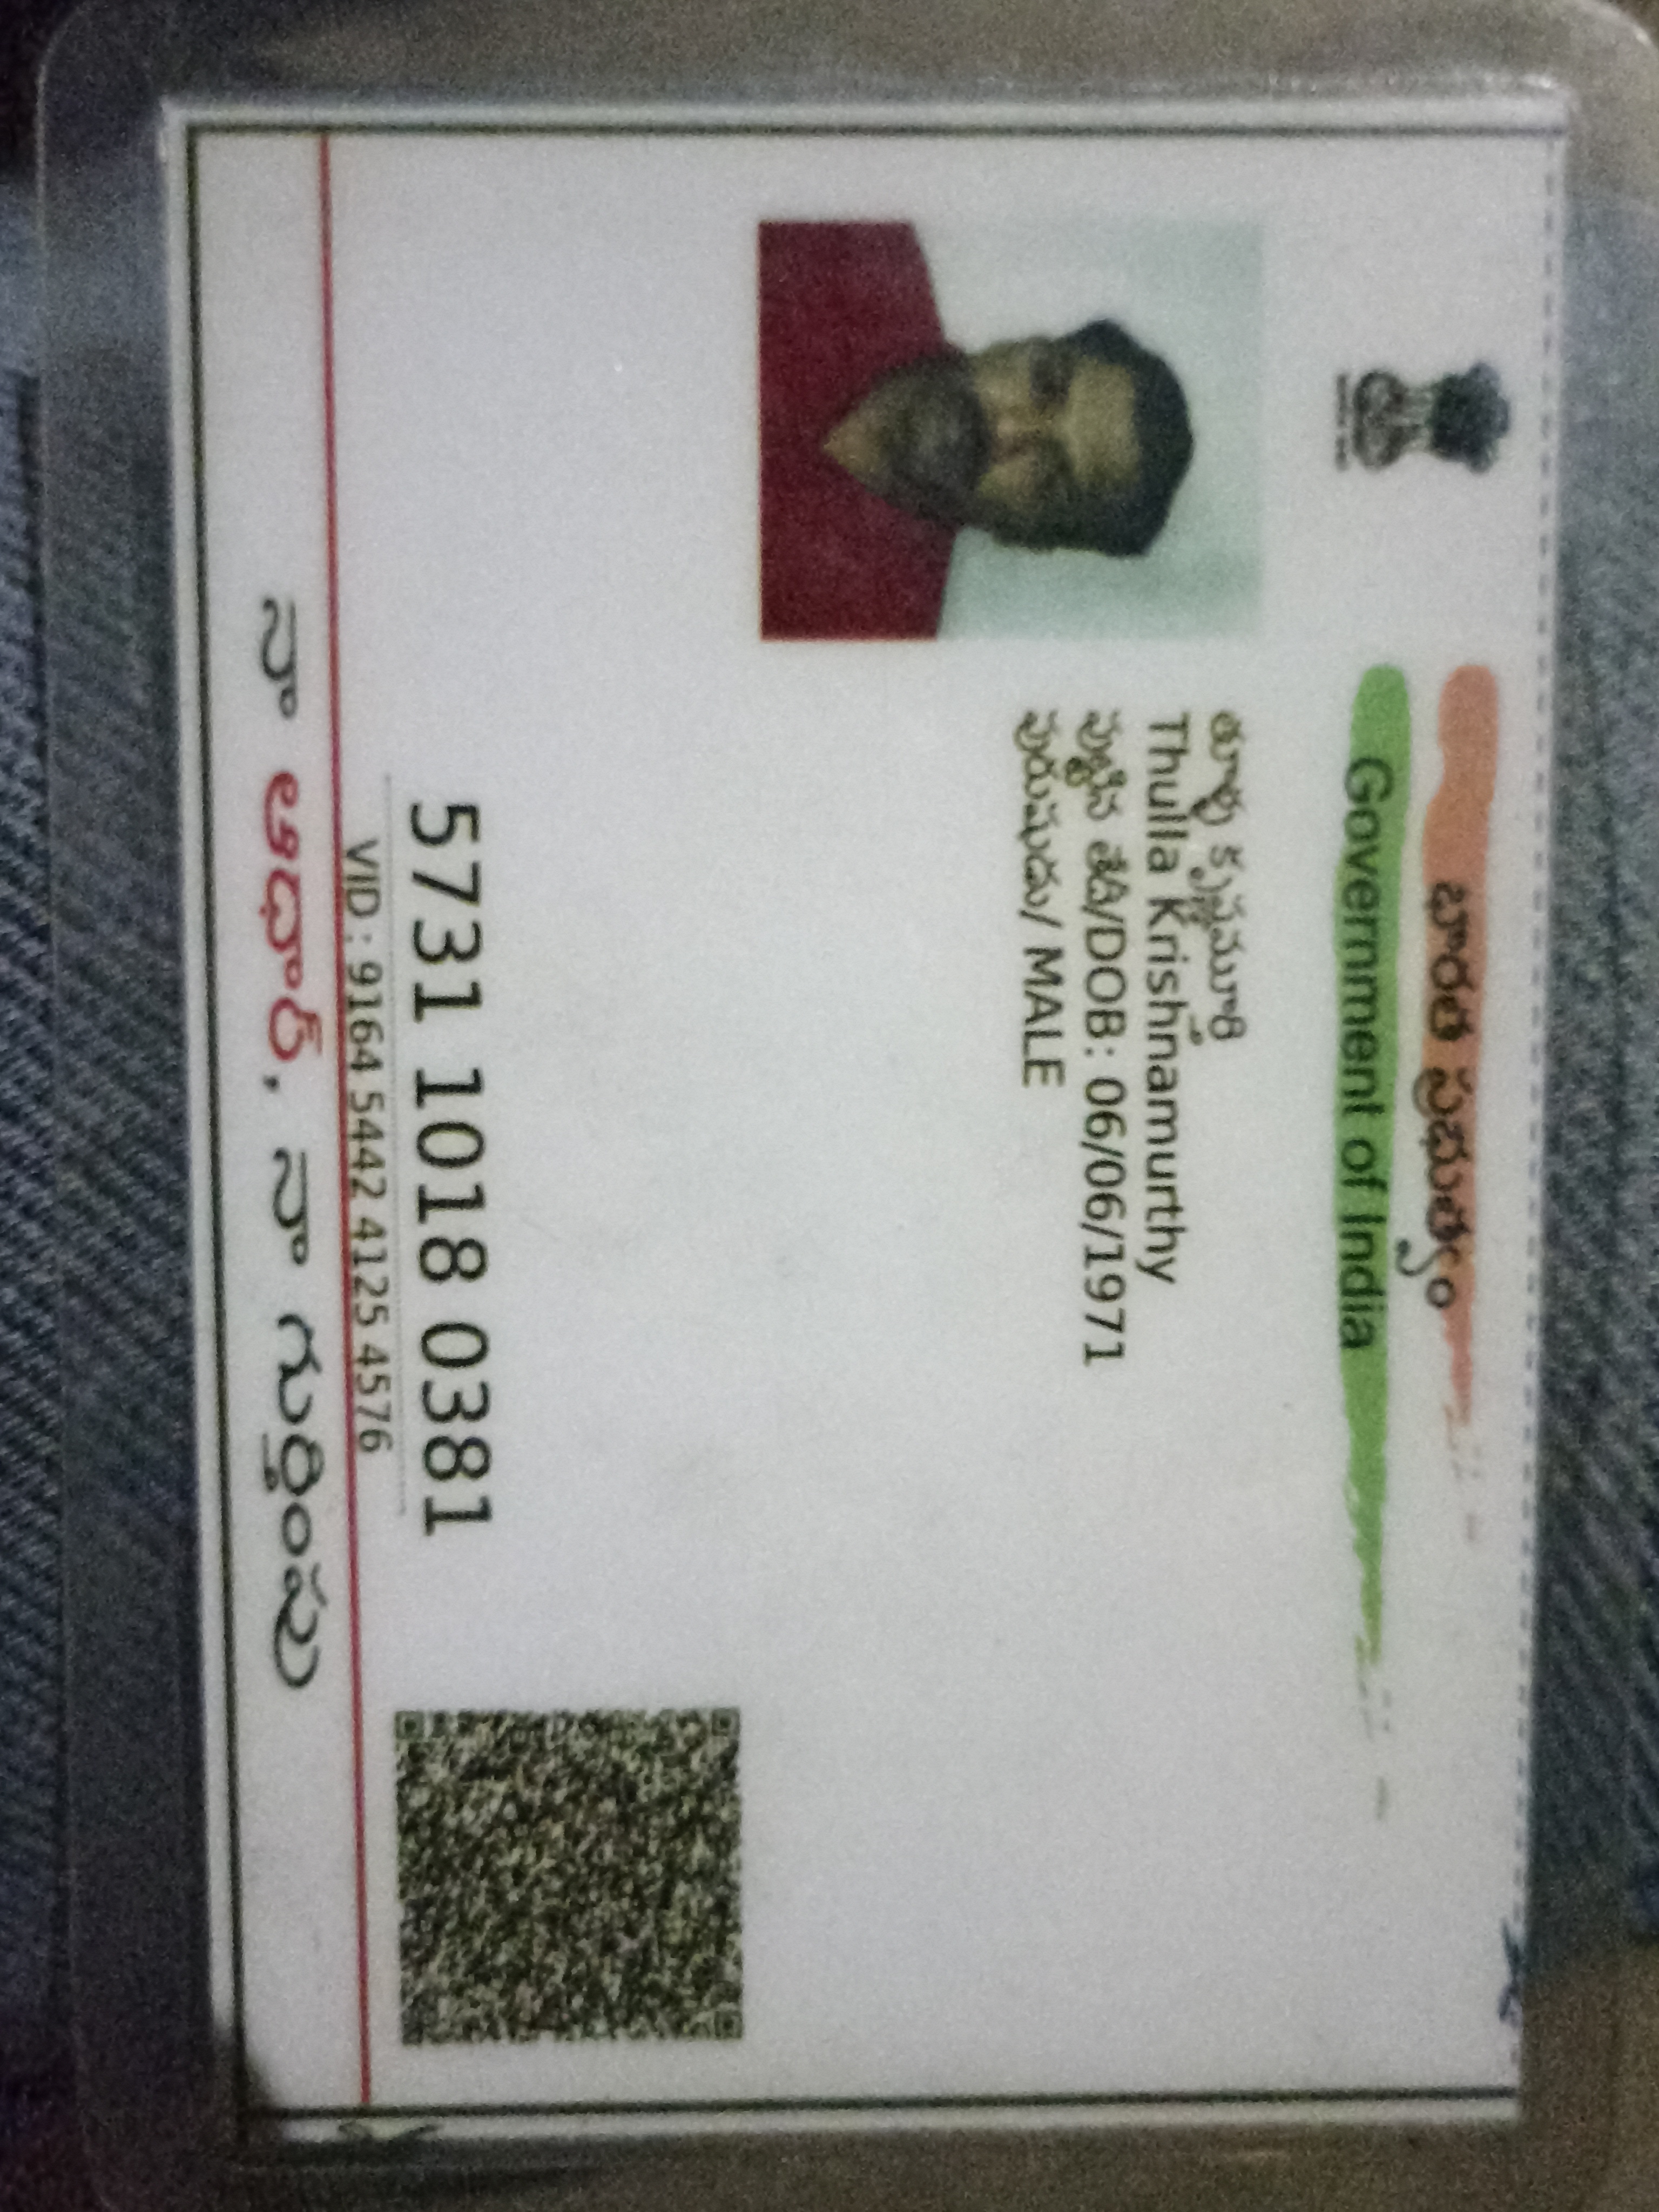 భారత ప్రభుత్వం
Government of India
తుళ్ల క్రిష్ణమూర్తి
Thulla Krishnamurthy
పుట్టిన తేదీ/DOB: 06/06/1971
పురుషుడు/ MALE
5731 1018 0381
VID : 9164 5442 4125 4576
నా ఆధార్, నా గుర్తింపు